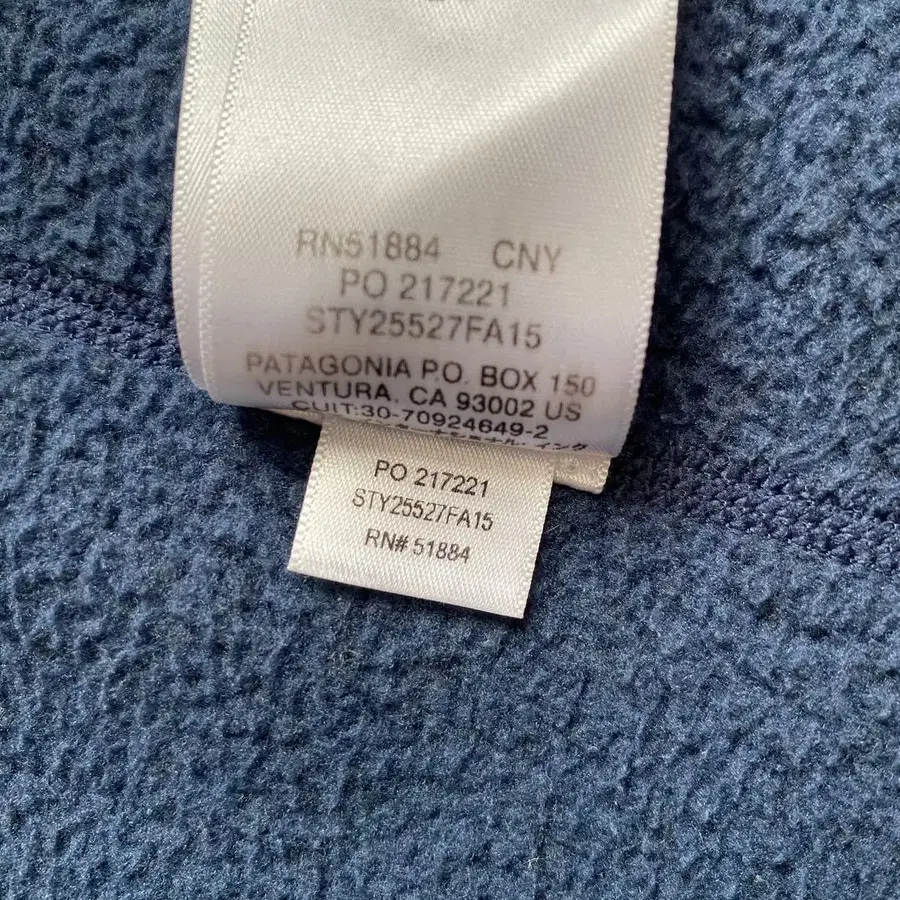 RN51884 CNY
PO 217221
STY25527FA15
PATAGONIA P.O. BOX 150
VENTURA, CA 93002 US
CUIT:30-70924649-2
PO 217221
STY25527FA15
RN# 51884